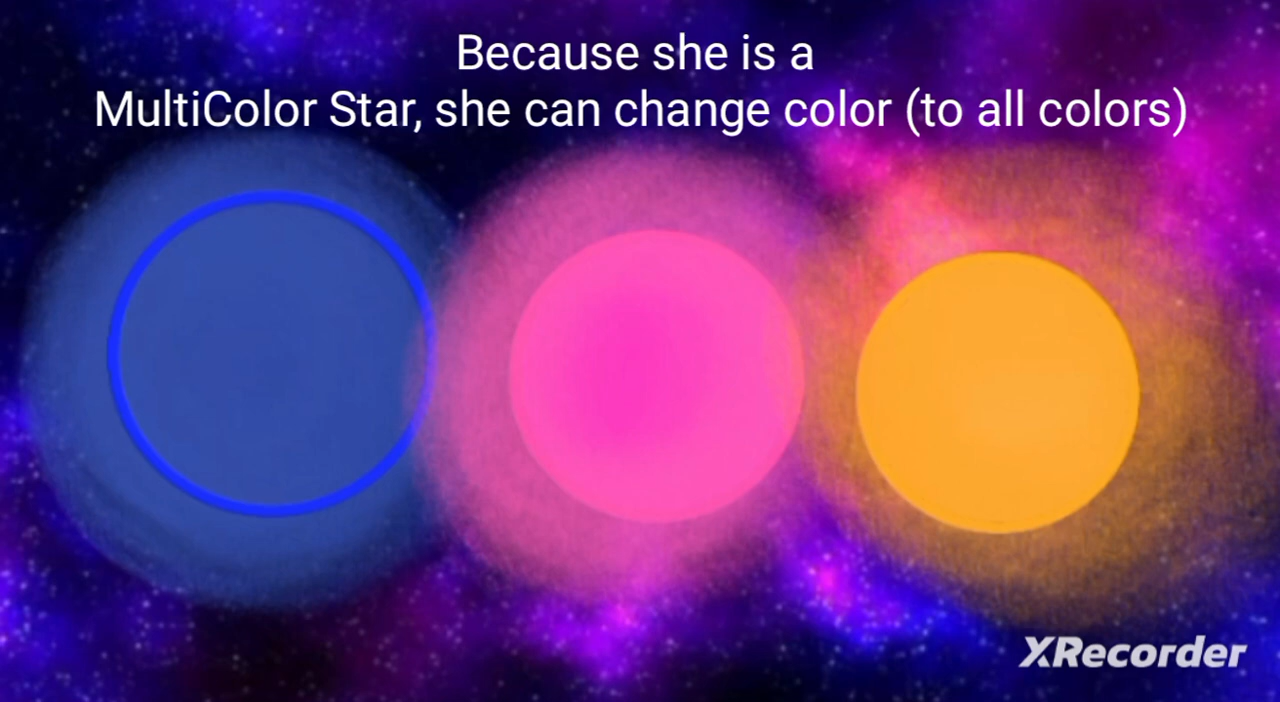 Because she is a
MultiColor Star, she can change color (to all colors)
XRecorder